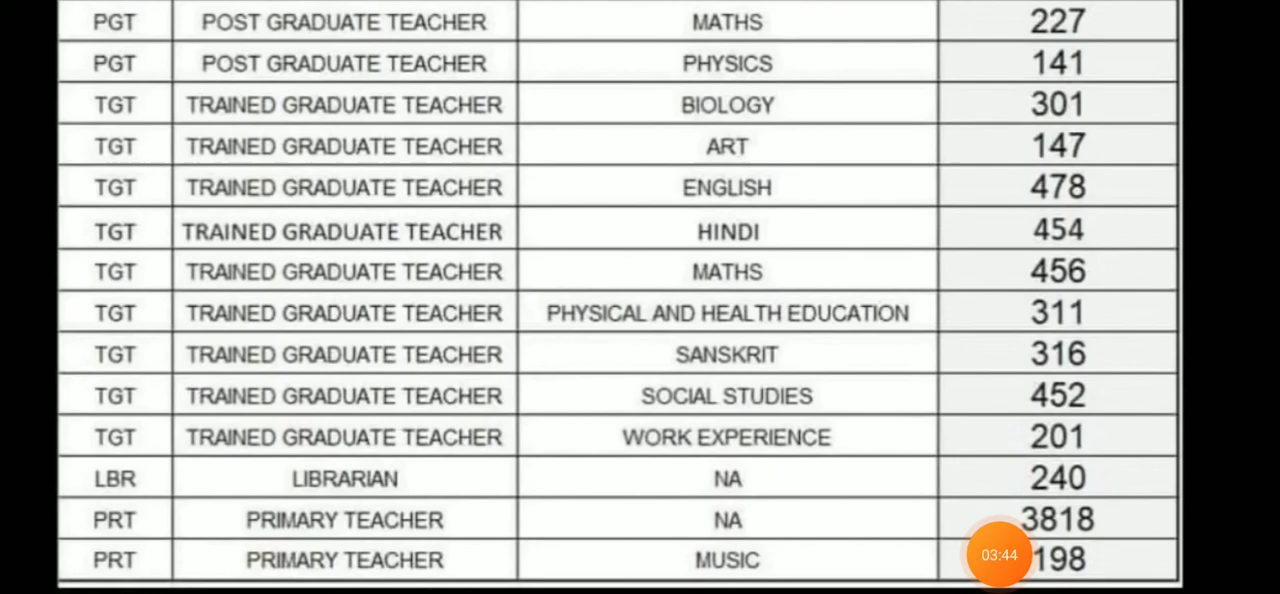 PGT POST GRADUATE TEACHER MATHS 227
PGT POST GRADUATE TEACHER PHYSICS 141
TGT TRAINED GRADUATE TEACHER BIOLOGY 301
TGT TRAINED GRADUATE TEACHER ART 147
TGT TRAINED GRADUATE TEACHER ENGLISH 478
TGT TRAINED GRADUATE TEACHER HINDI 454
TGT TRAINED GRADUATE TEACHER MATHS 456
TGT TRAINED GRADUATE TEACHER PHYSICAL AND HEALTH EDUCATION 311
TGT TRAINED GRADUATE TEACHER SANSKRIT 316
TGT TRAINED GRADUATE TEACHER SOCIAL STUDIES 452
TGT TRAINED GRADUATE TEACHER WORK EXPERIENCE 201
LBR LIBRARIAN NA 240
PRT PRIMARY TEACHER NA 3818
PRT PRIMARY TEACHER MUSIC 198
03:44